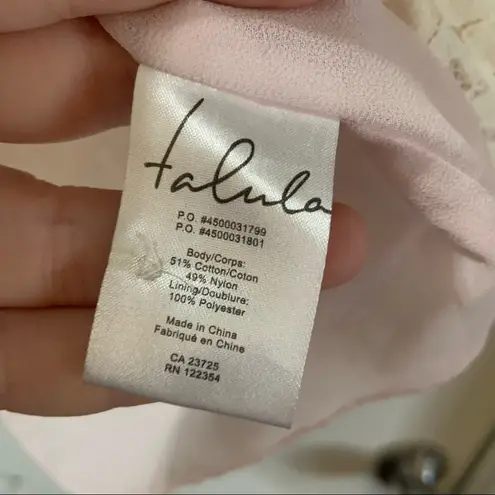 talula
P.O. #4500031799
P.O. #4500031801
Body/Corps:
51% Cotton/Coton
49% Nylon
Lining/Doublure:
100% Polyester
Made in China
Fabriqué en Chine
CA 23725
RN 122354